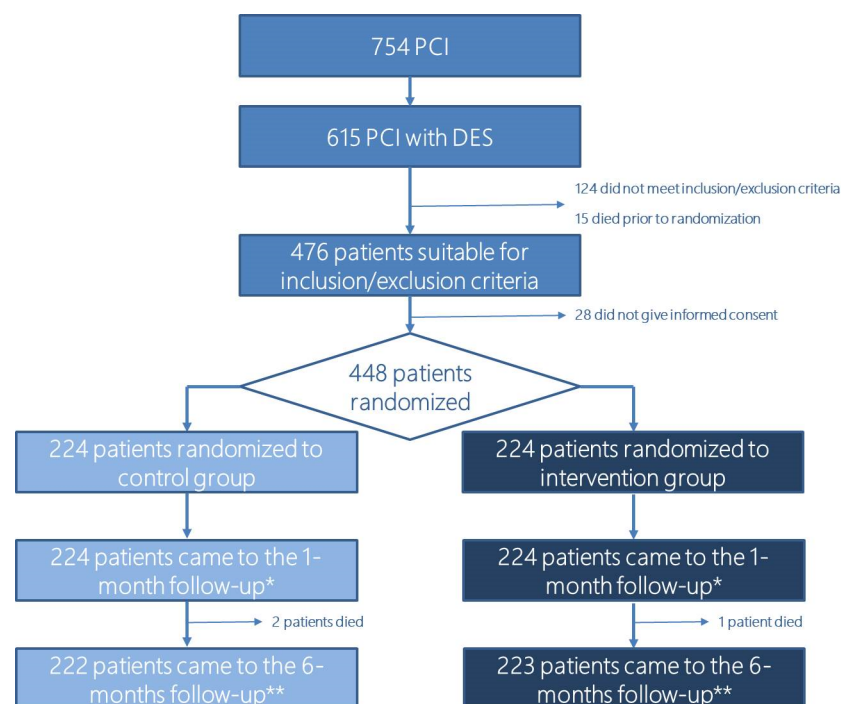 754 PCI
615 PCI with DES
124 did not meet inclusion/exclusion criteria
15 died prior to randomization
476 patients suitable for
inclusion/exclusion criteria
28 did not give informed consent
448 patients
randomized
224 patients randomized to
control group
224 patients randomized to
intervention group
224 patients came to the 1-
month follow-up*
224 patients came to the 1-
month follow-up*
2 patients died
1 patient died
222 patients came to the 6-
months follow-up**
223 patients came to the 6-
months follow-up**